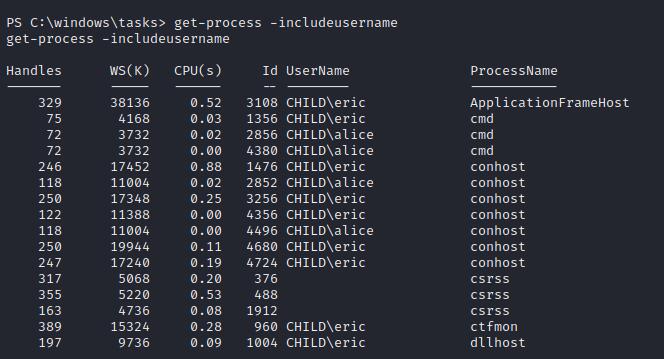 PS C:\windows\tasks> get-process -includeusername
get-process -includeusername
Handles WS(K) CPU(s) Id UserName ProcessName
------- ----- ------ -- -------- -----------
329 38136 0.52 3108 CHILD\eric ApplicationFrameHost
75 4168 0.03 1356 CHILD\eric cmd
72 3732 0.02 2856 CHILD\alice cmd
72 3732 0.00 4380 CHILD\alice cmd
246 17452 0.88 1476 CHILD\eric conhost
118 11004 0.02 2852 CHILD\alice conhost
250 17348 0.25 3256 CHILD\eric conhost
122 11388 0.00 4356 CHILD\eric conhost
118 11004 0.00 4496 CHILD\alice conhost
250 19944 0.11 4680 CHILD\eric conhost
247 17240 0.19 4724 CHILD\eric conhost
317 5068 0.20 376 csrss
355 5220 0.53 488 csrss
163 4736 0.08 1912 csrss
389 15324 0.28 960 CHILD\eric ctfmon
197 9736 0.09 1004 CHILD\eric dllhost